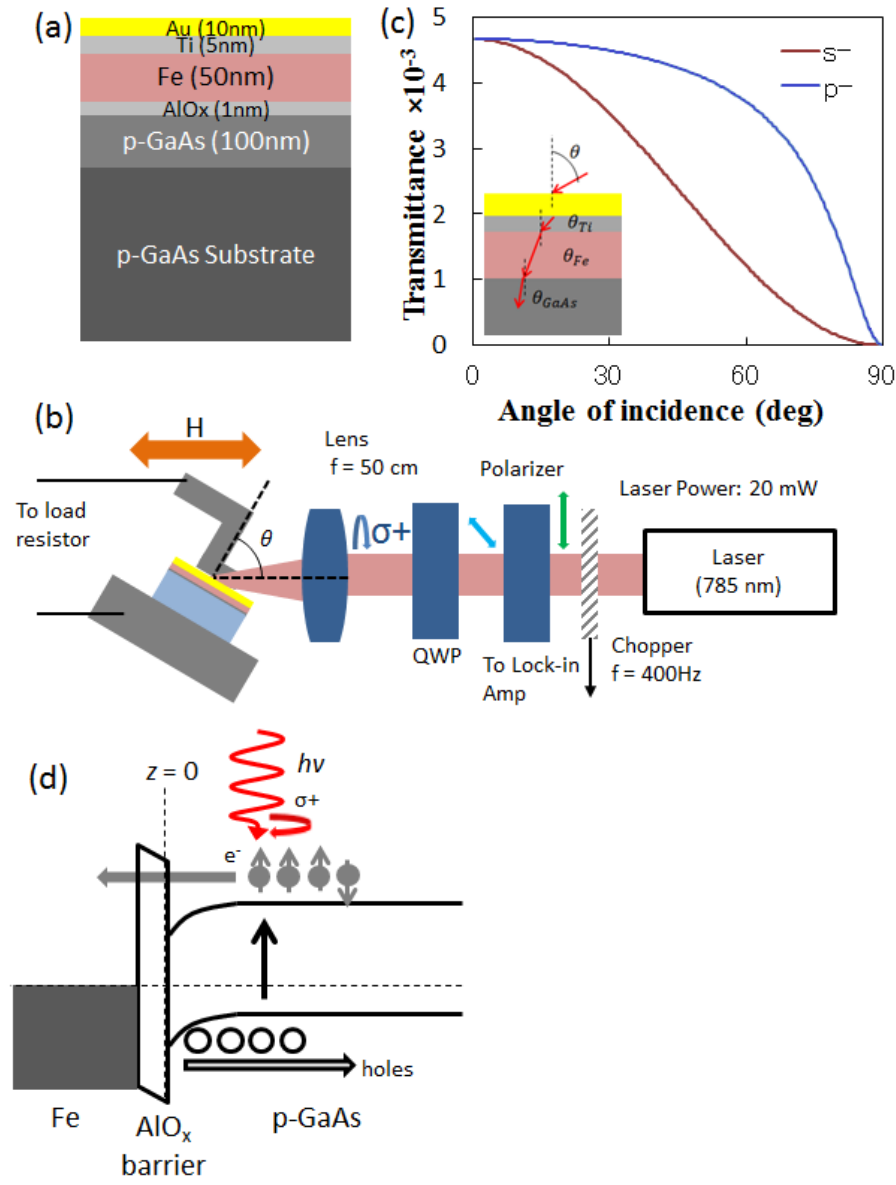 (a)
Au (10nm)
Ti (5nm)
Fe (50nm)
AlOx (1nm)
p-GaAs (100nm)
p-GaAs Substrate
(c)
Transmittance ×10⁻³
5
4
3
2
1
0
s−
p−
θ
θ_Ti
θ_Fe
θ_GaAs
0
30
60
90
Angle of incidence (deg)
(b)
H
Lens
f = 50 cm
Polarizer
Laser Power: 20 mW
To load
resistor
θ
σ+
Laser
(785 nm)
QWP
To Lock-in
Amp
Chopper
f = 400Hz
(d)
z = 0
hν
σ+
e⁻
holes
Fe
AlOₓ
barrier
p-GaAs